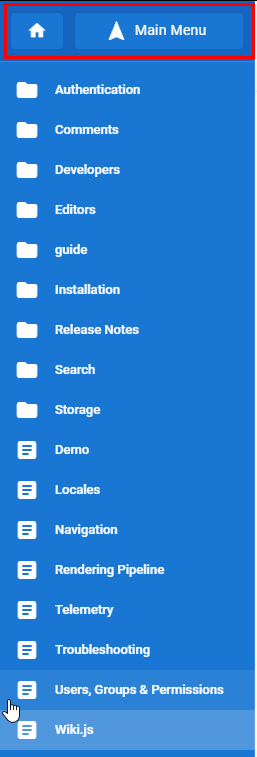 Main Menu
Authentication
Comments
Developers
Editors
guide
Installation
Release Notes
Search
Storage
Demo
Locales
Navigation
Rendering Pipeline
Telemetry
Troubleshooting
Users, Groups & Permissions
Wiki.js